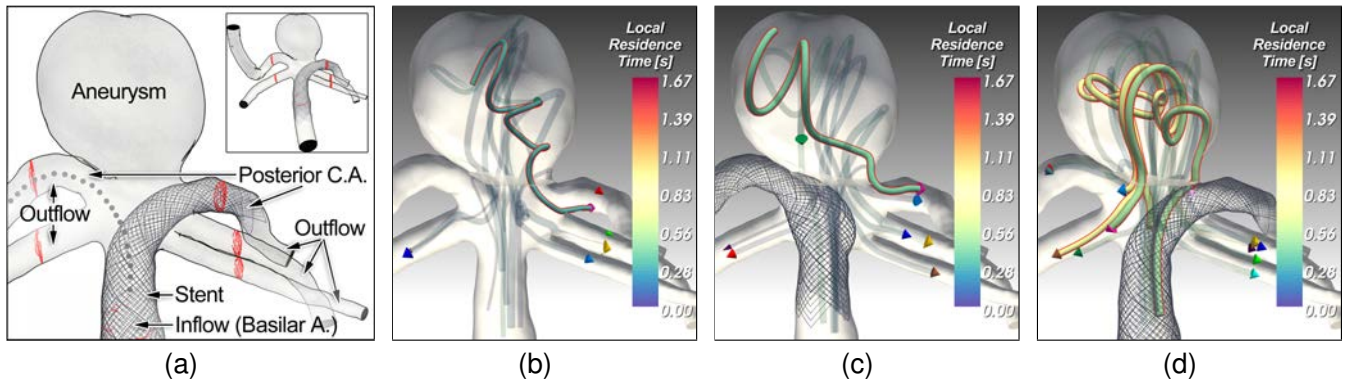 Aneurysm
Posterior C.A.
Outflow
Outflow
Stent
Inflow (Basilar A.)
(a)
Local
Residence
Time [s]
1.67
1.39
1.11
0.83
0.56
0.28
0.00
(b)
Local
Residence
Time [s]
1.67
1.39
1.11
0.83
0.56
0.28
0.00
(c)
Local
Residence
Time [s]
1.67
1.39
1.11
0.83
0.56
0.28
0.00
(d)